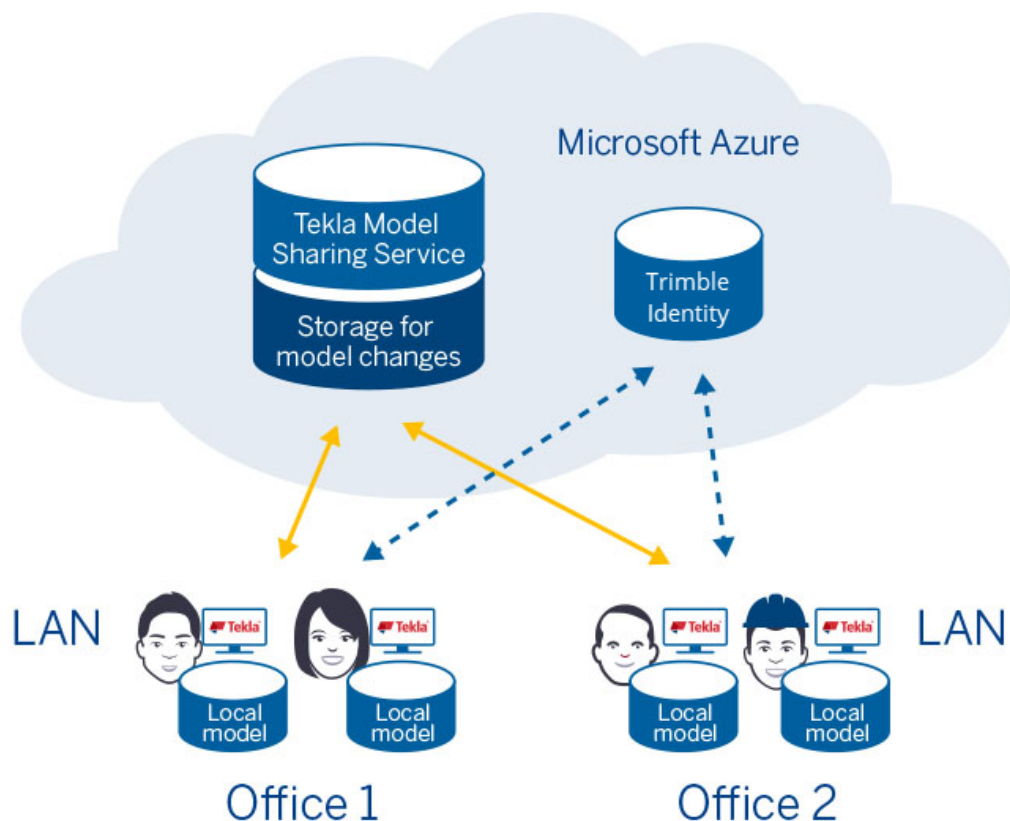 Microsoft Azure
Tekla Model
Sharing Service
Storage for
model changes
Trimble
Identity
LAN
Tekla
Tekla
Tekla
Tekla
LAN
Local
model
Local
model
Local
model
Local
model
Office 1
Office 2